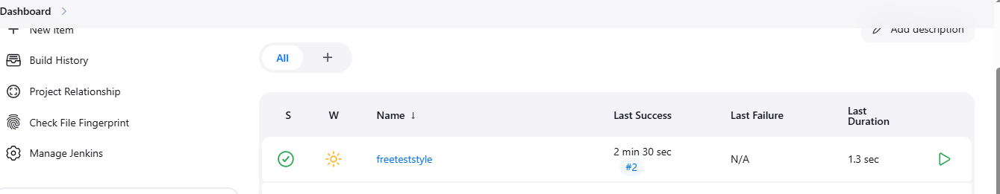 Dashboard
New Item
Add description
Build History
All
+
Project Relationship
Check File Fingerprint
Manage Jenkins
S W Name ↓ Last Success Last Failure Last
Duration
freeteststyle 2 min 30 sec N/A 1.3 sec
#2